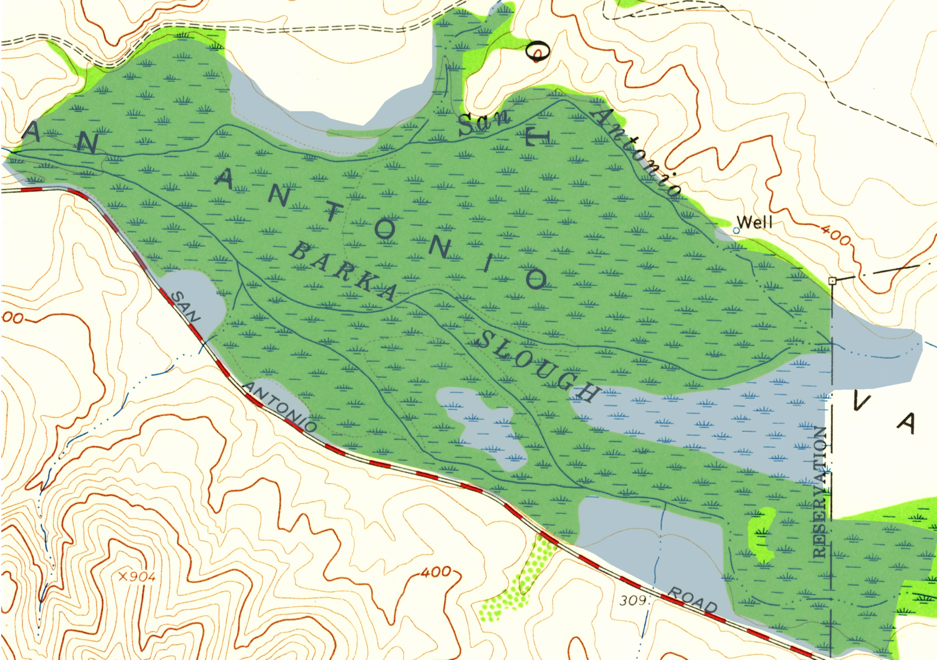 O
San
Antonio
J
A N
A N T O N I O
Well
400
BARKA
SAN
00
SLOUGH
ANTONIO
V A
RESERVATION
X904
400
309
ROAD